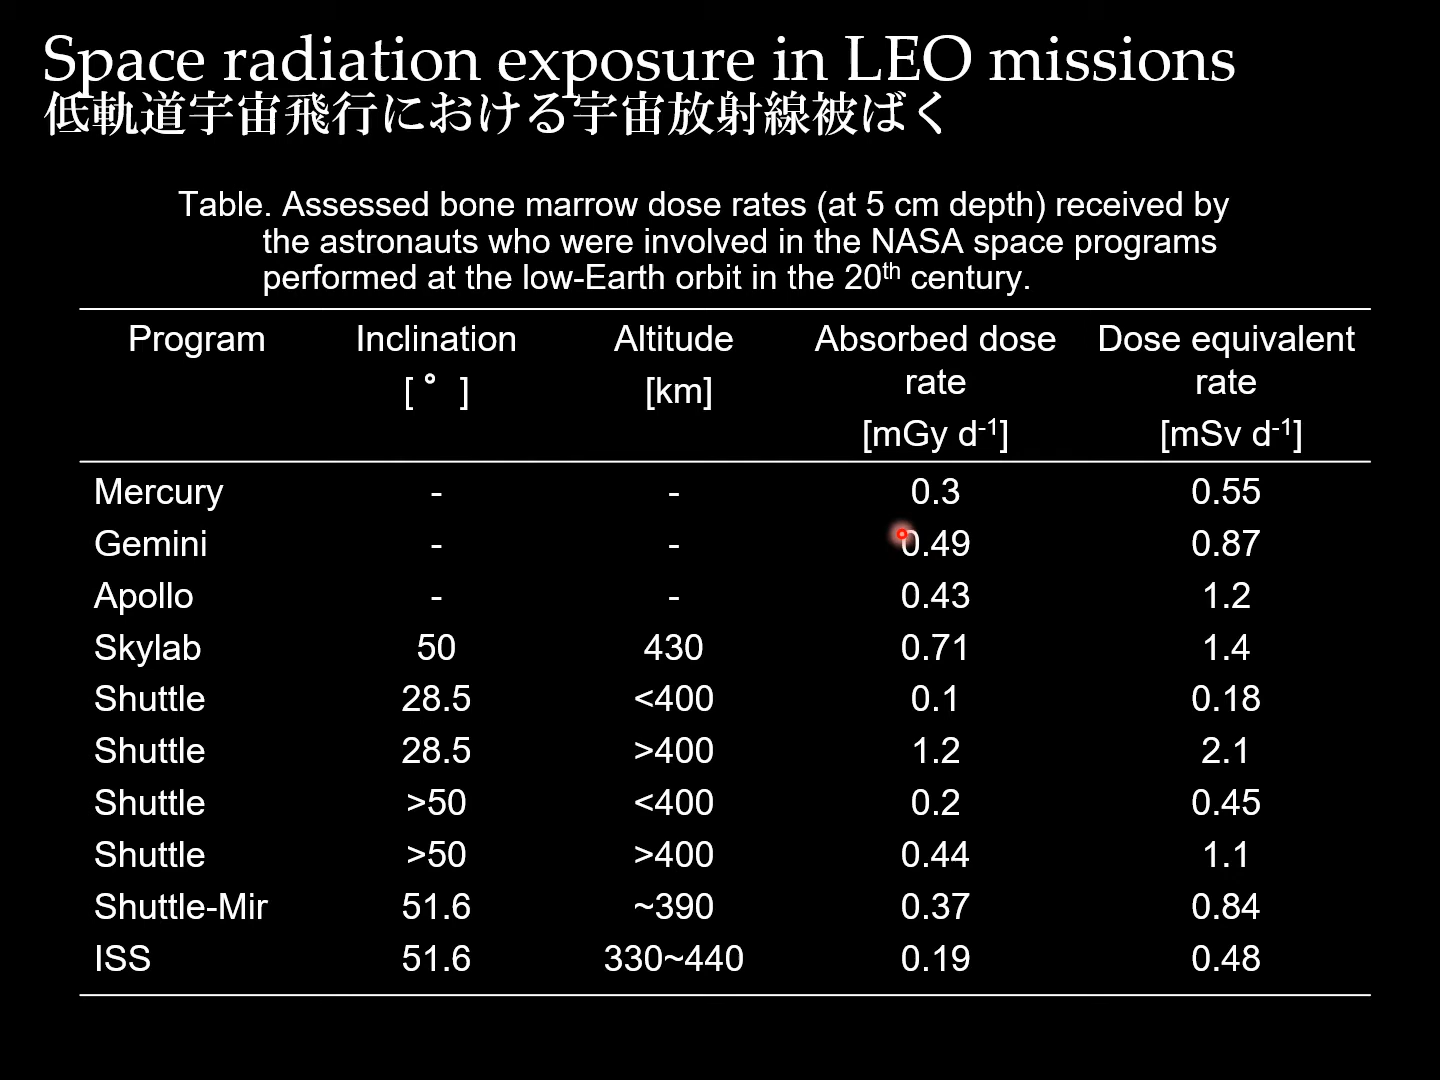 Space radiation exposure in LEO missions
低軌道宇宙飛行における宇宙放射線被ばく
Table. Assessed bone marrow dose rates (at 5 cm depth) received by
the astronauts who were involved in the NASA space programs
performed at the low-Earth orbit in the 20th century.
Program Inclination Altitude Absorbed dose Dose equivalent
rate rate
[ ° ] [km] [mGy d-1] [mSv d-1]
Mercury - - 0.3 0.55
Gemini - - 0.49 0.87
Apollo - - 0.43 1.2
Skylab 50 430 0.71 1.4
Shuttle 28.5 <400 0.1 0.18
Shuttle 28.5 >400 1.2 2.1
Shuttle >50 <400 0.2 0.45
Shuttle >50 >400 0.44 1.1
Shuttle-Mir 51.6 ~390 0.37 0.84
ISS 51.6 330~440 0.19 0.48